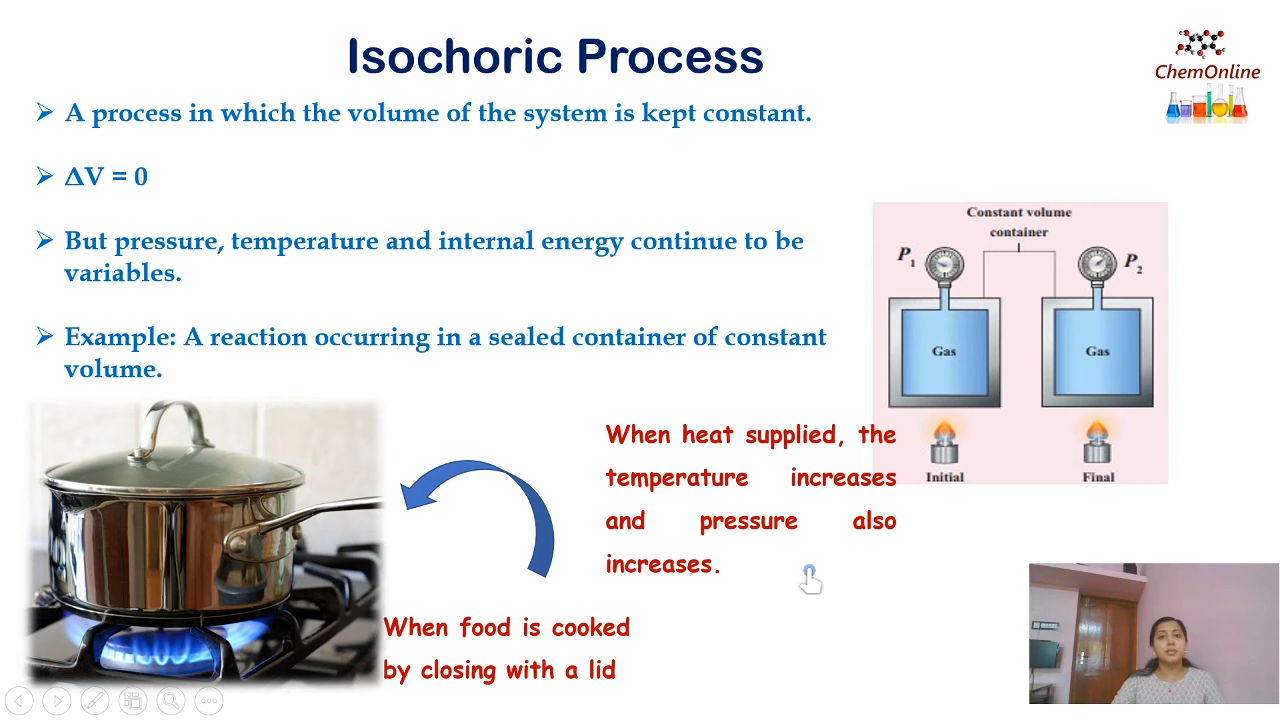 Isochoric Process
ChemOnline
➢ A process in which the volume of the system is kept constant.
➢ ΔV = 0
➢ But pressure, temperature and internal energy continue to be
variables.
➢ Example: A reaction occurring in a sealed container of constant
volume.
Constant volume
container
P1
P2
Gas
Gas
Initial
Final
When heat supplied, the
temperature increases
and pressure also
increases.
When food is cooked
by closing with a lid